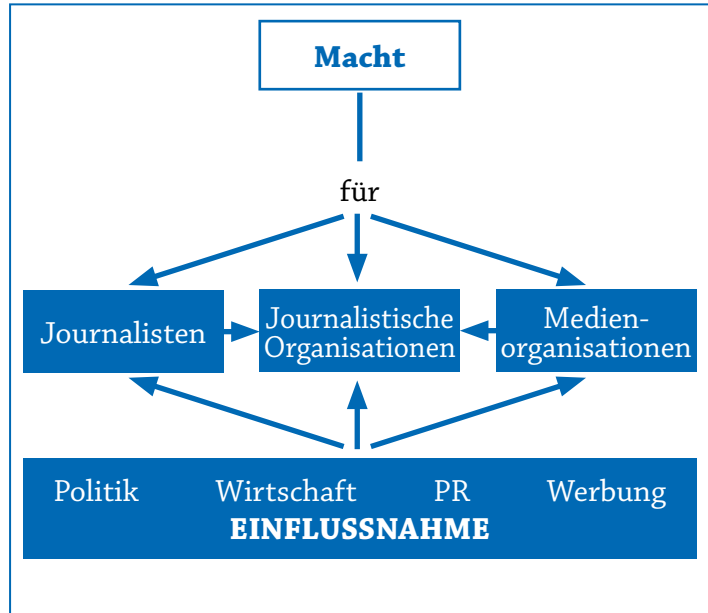 Macht
für
Journalisten
Journalistische
Organisationen
Medien-
organisationen
Politik Wirtschaft PR Werbung
EINFLUSSNAHME